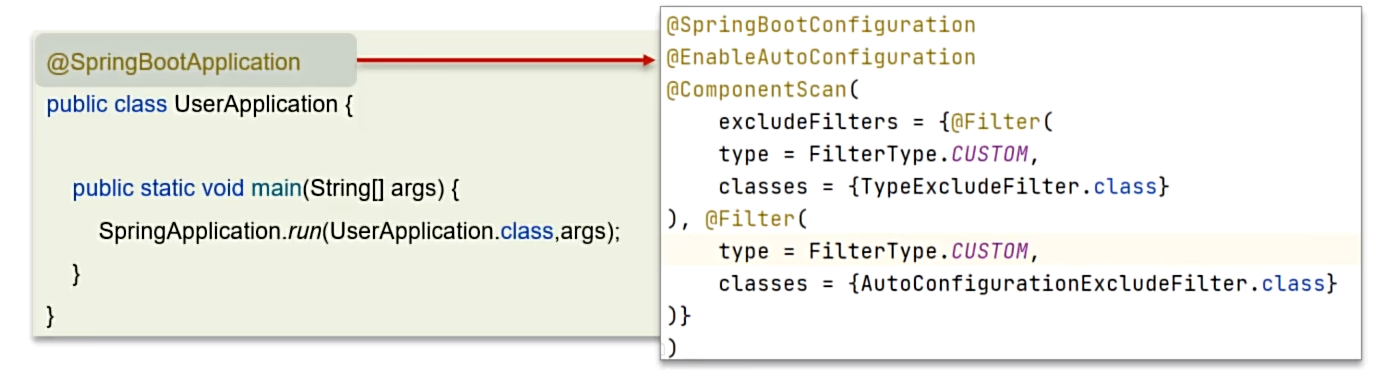 @SpringBootApplication
public class UserApplication {
public static void main(String[] args) {
SpringApplication.run(UserApplication.class,args);
}
}
@SpringBootConfiguration
@EnableAutoConfiguration
@ComponentScan(
excludeFilters = {@Filter(
type = FilterType.CUSTOM,
classes = {TypeExcludeFilter.class}
), @Filter(
type = FilterType.CUSTOM,
classes = {AutoConfigurationExcludeFilter.class}
)}
)